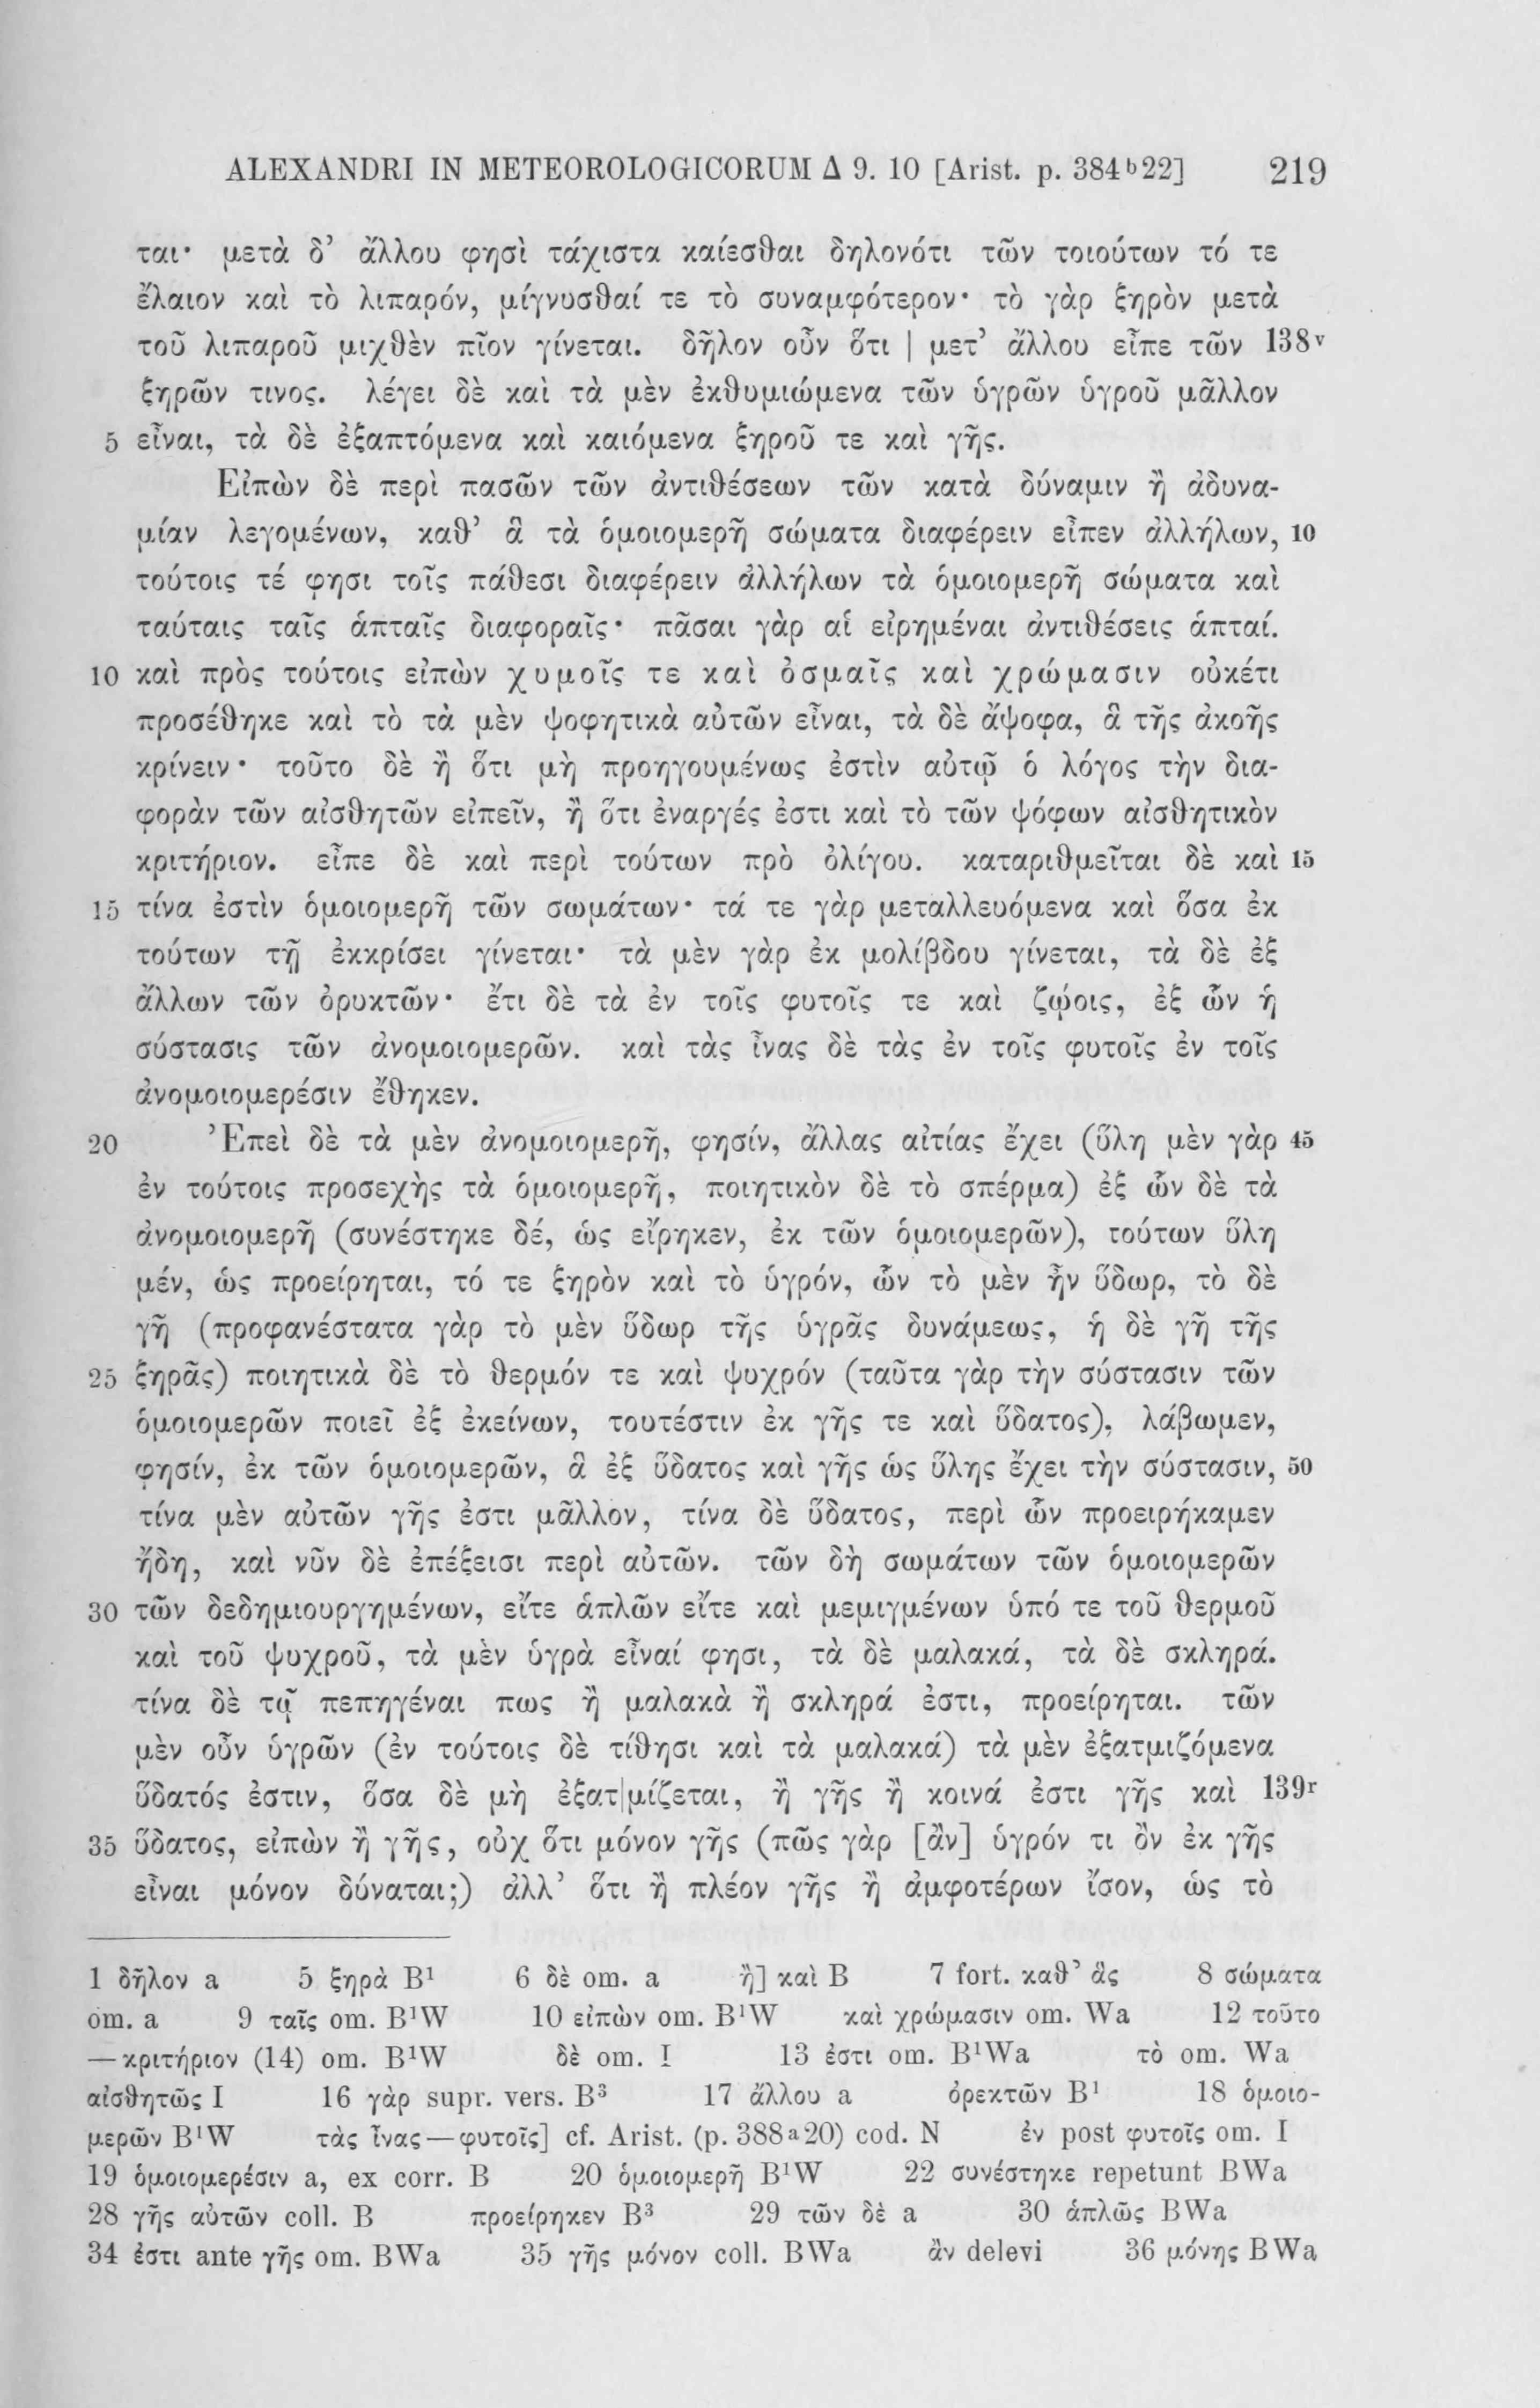 ALEXANDRI IN METEOROLOGICORUM Δ 9. 10 [Arist. p. 384ᵇ22] 219
ται· μετὰ δ’ ἄλλου φησὶ τάχιστα καίεσθαι δηλονότι τῶν τοιούτων τό τε
ἔλαιον καὶ τὸ λιπαρόν, μίγνυσθαί τε τὸ συναμφότερον· τὸ γὰρ ξηρὸν μετὰ
τοῦ λιπαροῦ μιχθὲν πῖον γίνεται. δῆλον οὖν ὅτι | μετ’ ἄλλου εἶπε τῶν 138ᵛ
ξηρῶν τινος. λέγει δὲ καὶ τὰ μὲν ἐκθυμιώμενα τῶν ὑγρῶν ὑγροῦ μᾶλλον
5 εἶναι, τὰ δὲ ἐξαπτόμενα καὶ καιόμενα ξηροῦ τε καὶ γῆς.
Εἰπὼν δὲ περὶ πασῶν τῶν ἀντιθέσεων τῶν κατὰ δύναμιν ἢ ἀδυνα-
μίαν λεγομένων, καθ’ ἃ τὰ ὁμοιομερῆ σώματα διαφέρειν εἶπεν ἀλλήλων, 10
τούτοις τέ φησι τοῖς πάθεσι διαφέρειν ἀλλήλων τὰ ὁμοιομερῆ σώματα καὶ
ταύταις ταῖς ἁπταῖς διαφοραῖς· πᾶσαι γὰρ αἱ εἰρημέναι ἀντιθέσεις ἁπταί.
10 καὶ πρὸς τούτοις εἰπὼν χυμοῖς τε καὶ ὀσμαῖς καὶ χρώμασιν οὐκέτι
προσέθηκε καὶ τὸ τὰ μὲν ψοφητικὰ αὐτῶν εἶναι, τὰ δὲ ἄψοφα, ἃ τῆς ἀκοῆς
κρίνειν· τοῦτο δὲ ἢ ὅτι μὴ προηγουμένως ἐστὶν αὐτῷ ὁ λόγος τὴν δια-
φορὰν τῶν αἰσθητῶν εἰπεῖν, ἢ ὅτι ἐναργές ἐστι καὶ τὸ τῶν ψόφων αἰσθητικὸν
κριτήριον. εἶπε δὲ καὶ περὶ τούτων πρὸ ὀλίγου. καταριθμεῖται δὲ καὶ 15
15 τίνα ἐστὶν ὁμοιομερῆ τῶν σωμάτων· τά τε γὰρ μεταλλευόμενα καὶ ὅσα ἐκ
τούτων τῇ ἐκκρίσει γίνεται· τὰ μὲν γὰρ ἐκ μολίβδου γίνεται, τὰ δὲ ἐξ
ἄλλων τῶν ὀρυκτῶν· ἔτι δὲ τὰ ἐν τοῖς φυτοῖς τε καὶ ζῴοις, ἐξ ὧν ἡ
σύστασις τῶν ἀνομοιομερῶν. καὶ τὰς ἶνας δὲ τὰς ἐν τοῖς φυτοῖς ἐν τοῖς
ἀνομοιομερέσιν ἔθηκεν.
20 Ἐπεὶ δὲ τὰ μὲν ἀνομοιομερῆ, φησίν, ἄλλας αἰτίας ἔχει (ὕλη μὲν γὰρ 45
ἐν τούτοις προσεχὴς τὰ ὁμοιομερῆ, ποιητικὸν δὲ τὸ σπέρμα) ἐξ ὧν δὲ τὰ
ἀνομοιομερῆ (συνέστηκε δέ, ὡς εἴρηκεν, ἐκ τῶν ὁμοιομερῶν), τούτων ὕλη
μέν, ὡς προείρηται, τό τε ξηρὸν καὶ τὸ ὑγρόν, ὧν τὸ μὲν ἦν ὕδωρ, τὸ δὲ
γῆ (προφανέστατα γὰρ τὸ μὲν ὕδωρ τῆς ὑγρᾶς δυνάμεως, ἡ δὲ γῆ τῆς
25 ξηρᾶς) ποιητικὰ δὲ τὸ θερμόν τε καὶ ψυχρόν (ταῦτα γὰρ τὴν σύστασιν τῶν
ὁμοιομερῶν ποιεῖ ἐξ ἐκείνων, τουτέστιν ἐκ γῆς τε καὶ ὕδατος), λάβωμεν,
φησίν, ἐκ τῶν ὁμοιομερῶν, ἃ ἐξ ὕδατος καὶ γῆς ὡς ὕλης ἔχει τὴν σύστασιν, 50
τίνα μὲν αὐτῶν γῆς ἐστι μᾶλλον, τίνα δὲ ὕδατος, περὶ ὧν προειρήκαμεν
ἤδη, καὶ νῦν δὲ ἐπέξεισι περὶ αὐτῶν. τῶν δὴ σωμάτων τῶν ὁμοιομερῶν
30 τῶν δεδημιουργημένων, εἴτε ἁπλῶν εἴτε καὶ μεμιγμένων ὑπό τε τοῦ θερμοῦ
καὶ τοῦ ψυχροῦ, τὰ μὲν ὑγρὰ εἶναί φησι, τὰ δὲ μαλακά, τὰ δὲ σκληρά.
τίνα δὲ τῷ πεπηγέναι πως ἢ μαλακὰ ἢ σκληρά ἐστι, προείρηται. τῶν
μὲν οὖν ὑγρῶν (ἐν τούτοις δὲ τίθησι καὶ τὰ μαλακά) τὰ μὲν ἐξατμιζόμενα
ὕδατός ἐστιν, ὅσα δὲ μὴ ἐξατ|μίζεται, ἢ γῆς ἢ κοινά ἐστι γῆς καὶ 139ʳ
35 ὕδατος, εἰπὼν ἢ γῆς, οὐχ ὅτι μόνον γῆς (πῶς γὰρ [ἂν] ὑγρόν τι ὂν ἐκ γῆς
εἶναι μόνον δύναται;) ἀλλ’ ὅτι ἢ πλέον γῆς ἢ ἀμφοτέρων ἴσον, ὡς τὸ
1 δῆλον a 5 ξηρὰ B¹ 6 δὲ om. a ἢ] καὶ B 7 fort. καθ’ ἃς 8 σώματα
om. a 9 ταῖς om. B¹W 10 εἰπὼν om. B¹W καὶ χρώμασιν om. Wa 12 τοῦτο
— κριτήριον (14) om. B¹W δὲ om. I 13 ἐστι om. B¹Wa τὸ om. Wa
αἰσθητῶς I 16 γὰρ supr. vers. B³ 17 ἄλλου a ὀρεκτῶν B¹ 18 ὁμοιο-
μερῶν B¹W τὰς ἶνας — φυτοῖς] cf. Arist. (p. 388ᵃ20) cod. N ἐν post φυτοῖς om. I
19 ὁμοιομερέσιν a, ex corr. B 20 ὁμοιομερῆ B¹W 22 συνέστηκε repetunt BWa
28 γῆς αὐτῶν coll. B προείρηκεν B³ 29 τῶν δὲ a 30 ἁπλῶς BWa
34 ἐστι ante γῆς om. BWa 35 γῆς μόνον coll. BWa ἂν delevi 36 μόνης BWa